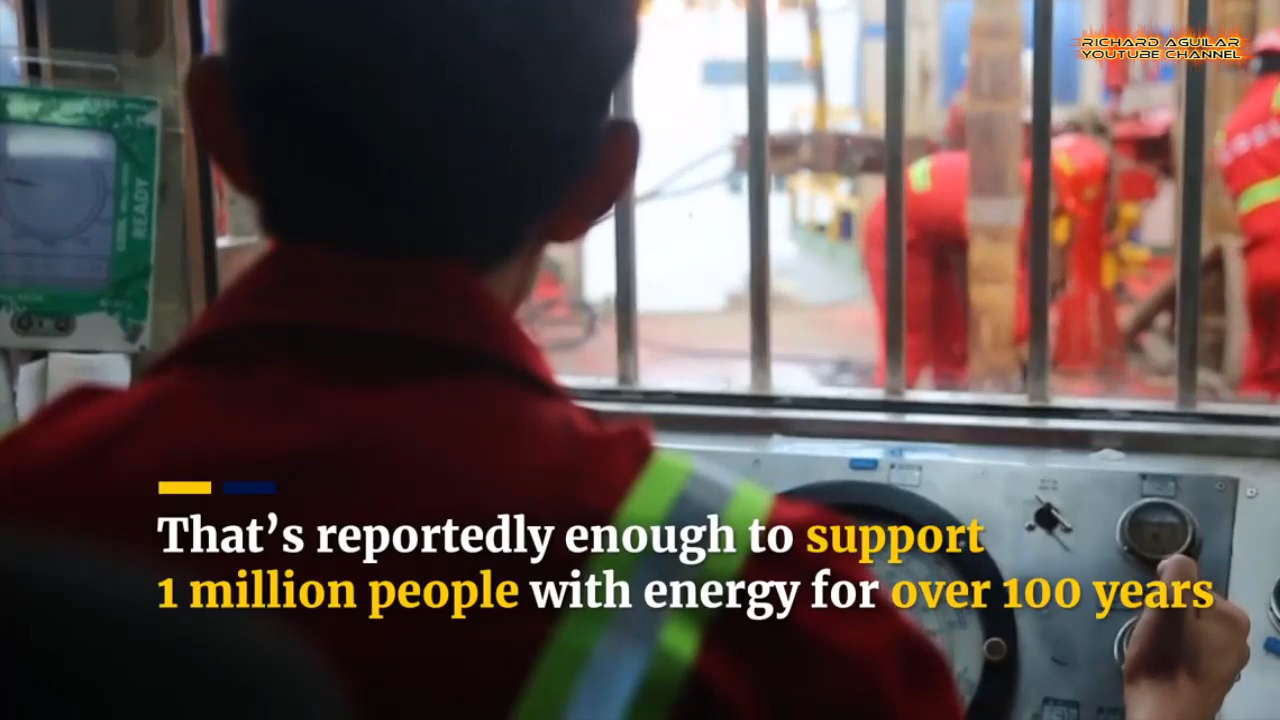 RICHARD AGUILAR
YOUTUBE CHANNEL
READY
That's reportedly enough to support
1 million people with energy for over 100 years